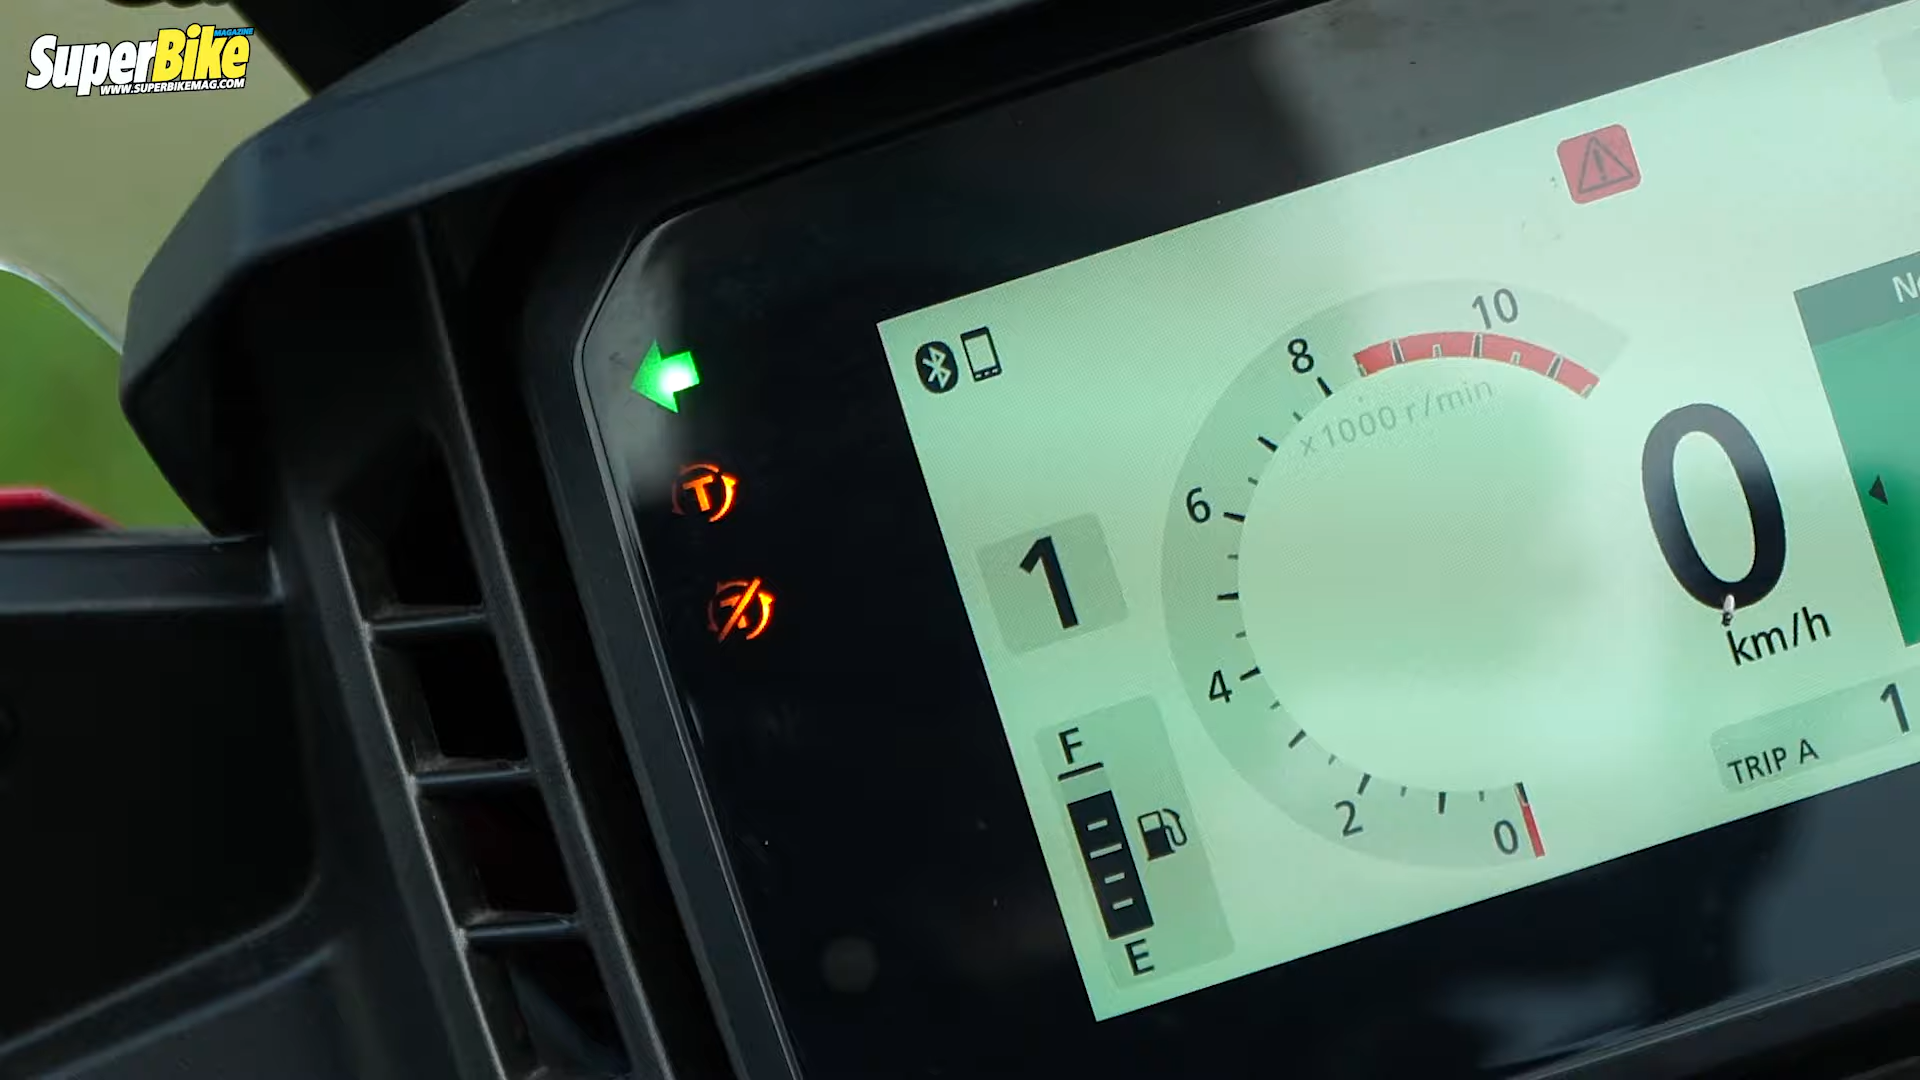 SuperBike
MAGAZINE
WWW.SUPERBIKEMAG.COM
10
8
x1000 r/min
6
T
0
1
km/h
4
1
F
TRIP A
2
0
E